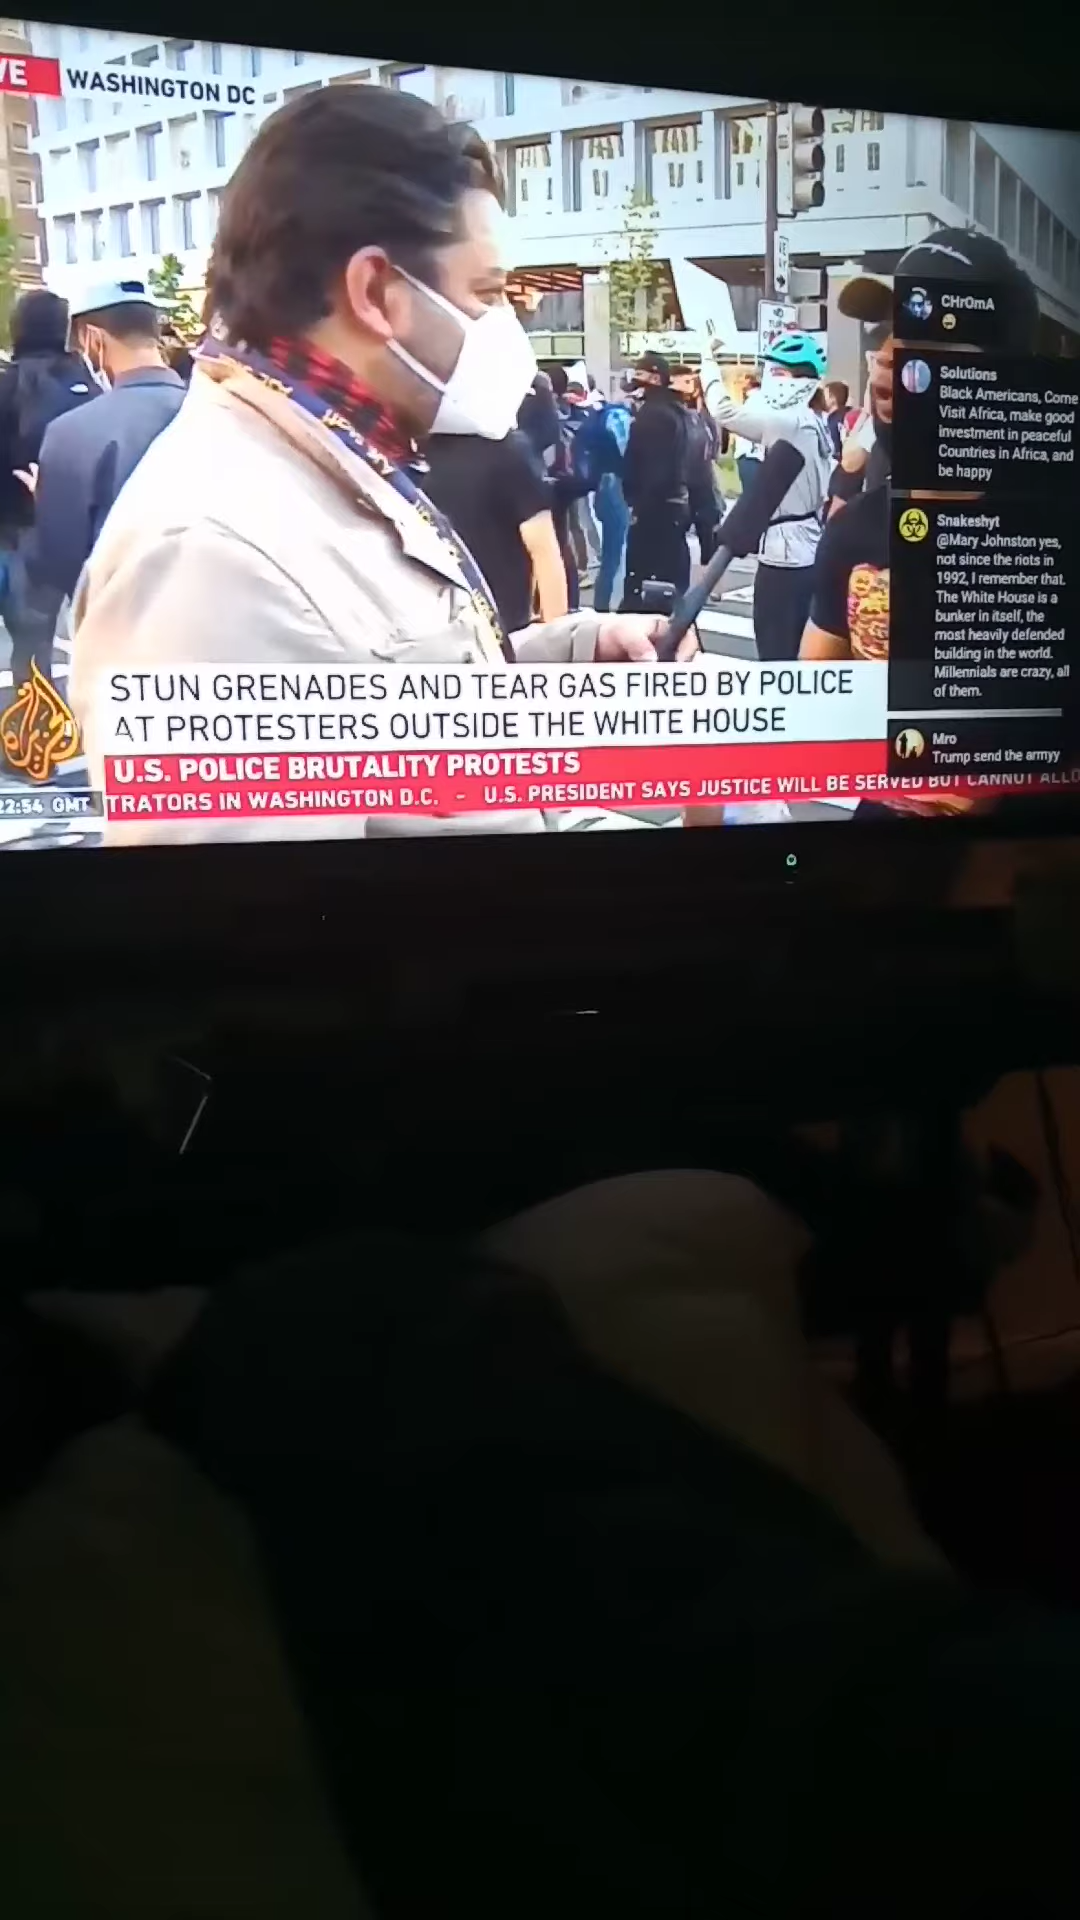 VE
WASHINGTON DC
CHrOmA
Solutions
Black Americans, Come
Visit Africa, make good
investment in peaceful
Countries in Africa, and
be happy
Snakeshyt
@Mary Johnston yes,
not since the riots in
1992, I remember that.
The White House is a
bunker in itself, the
most heavily defended
building in the world.
Millennials are crazy, all
of them.
Mro
Trump send the armyy
STUN GRENADES AND TEAR GAS FIRED BY POLICE
AT PROTESTERS OUTSIDE THE WHITE HOUSE
U.S. POLICE BRUTALITY PROTESTS
22:54 GMT
TRATORS IN WASHINGTON D.C. - U.S. PRESIDENT SAYS JUSTICE WILL BE SERVED BUT CANNOT ALLO